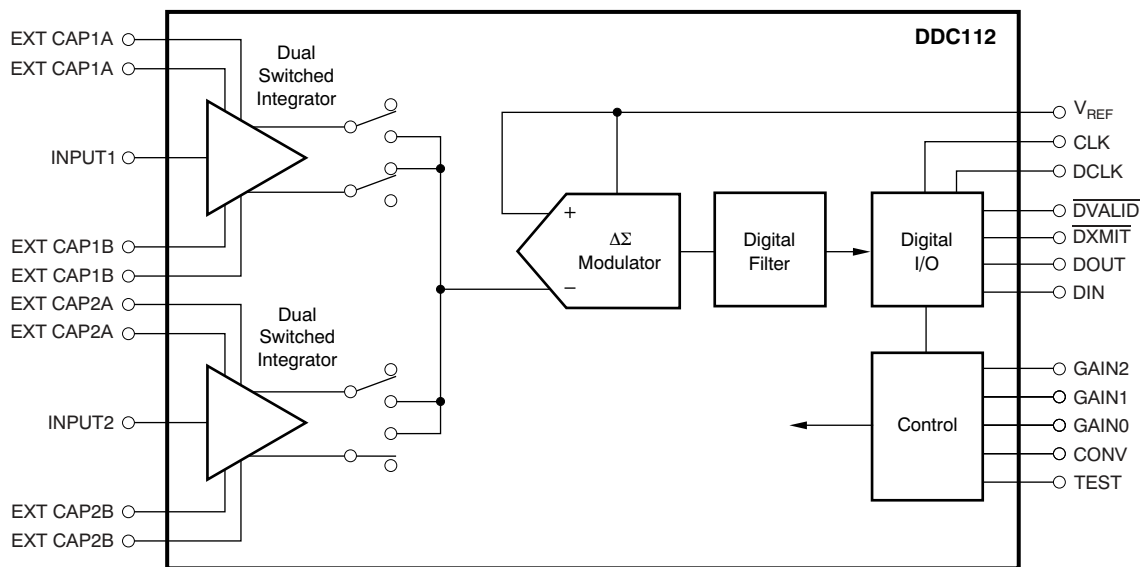 DDC112
EXT CAP1A
EXT CAP1A
INPUT1
EXT CAP1B
EXT CAP1B
EXT CAP2A
EXT CAP2A
INPUT2
EXT CAP2B
EXT CAP2B
Dual
Switched
Integrator
Dual
Switched
Integrator
+
ΔΣ
Modulator
−
Digital
Filter
Digital
I/O
Control
VREF
CLK
DCLK
DVALID
DXMIT
DOUT
DIN
GAIN2
GAIN1
GAIN0
CONV
TEST